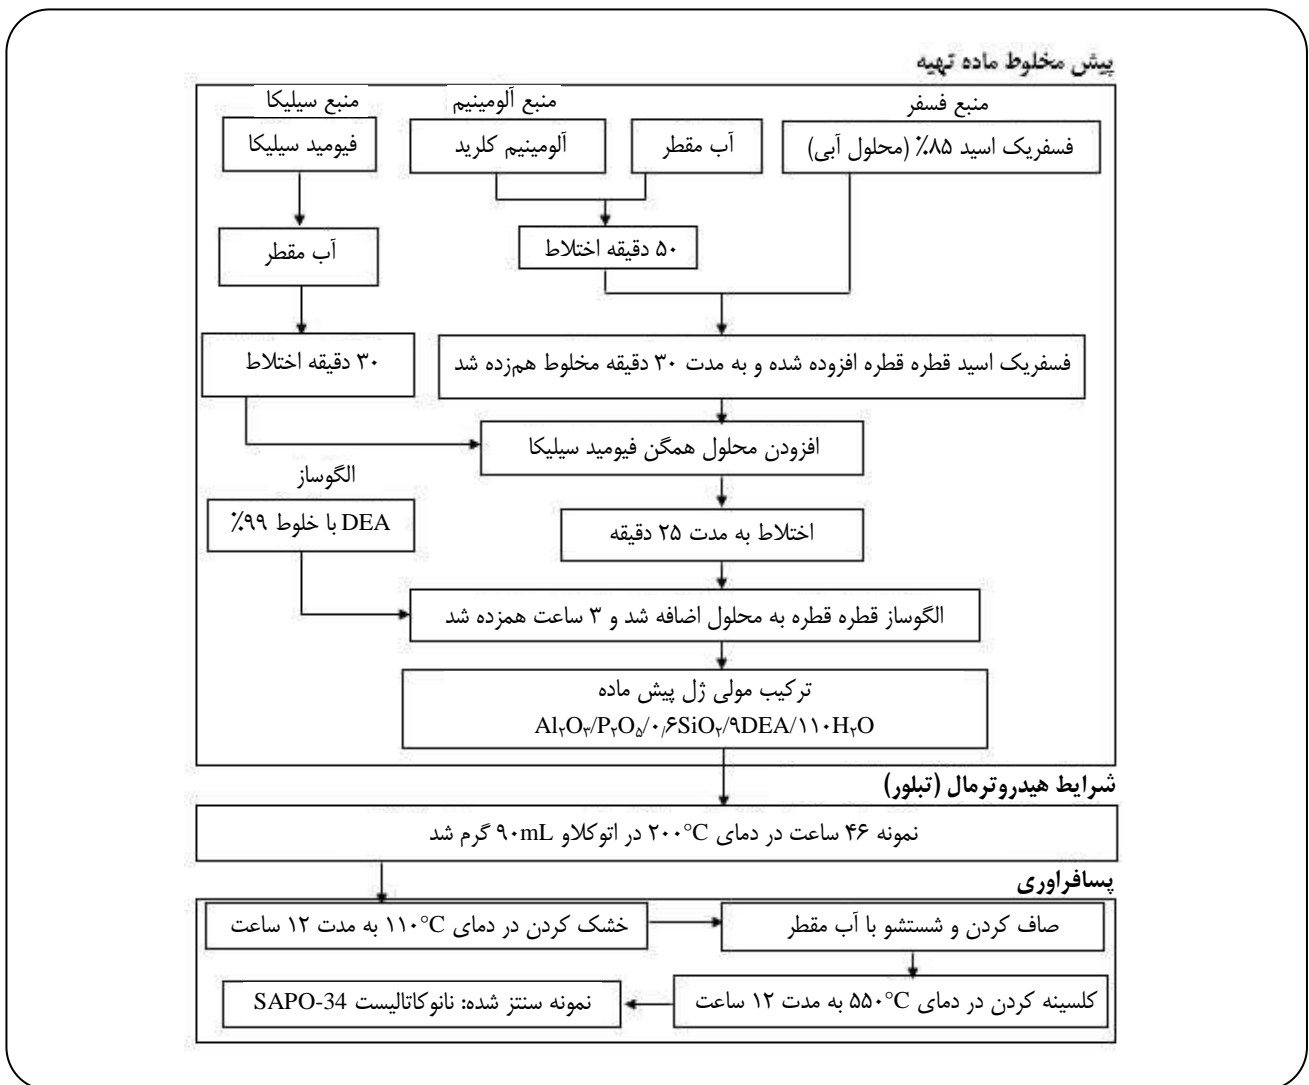 پیش مخلوط ماده تهیه
منبع فسفر
منبع آلومینیم
منبع سیلیکا
فسفریک اسید ۸۵٪ (محلول آبی)
آب مقطر
آلومینیم کلرید
فیومید سیلیکا
۵۰ دقیقه اختلاط
آب مقطر
فسفریک اسید قطره قطره افزوده شده و به مدت ۳۰ دقیقه مخلوط هم‌زده شد
۳۰ دقیقه اختلاط
افزودن محلول همگن فیومید سیلیکا
الگوساز
DEA با خلوط ۹۹٪
اختلاط به مدت ۲۵ دقیقه
الگوساز قطره قطره به محلول اضافه شد و ۳ ساعت همزده شد
ترکیب مولی ژل پیش ماده
Al₂O₃/P₂O₅/۰٫۶SiO₂/۹DEA/۱۱۰H₂O
شرایط هیدروترمال (تبلور)
نمونه ۴۶ ساعت در دمای ۲۰۰°C در اتوکلاو ۹۰mL گرم شد
پسافراوری
صاف کردن و شستشو با آب مقطر
خشک کردن در دمای ۱۱۰°C به مدت ۱۲ ساعت
کلسینه کردن در دمای ۵۵۰°C به مدت ۱۲ ساعت
نمونه سنتز شده: نانوکاتالیست SAPO-34